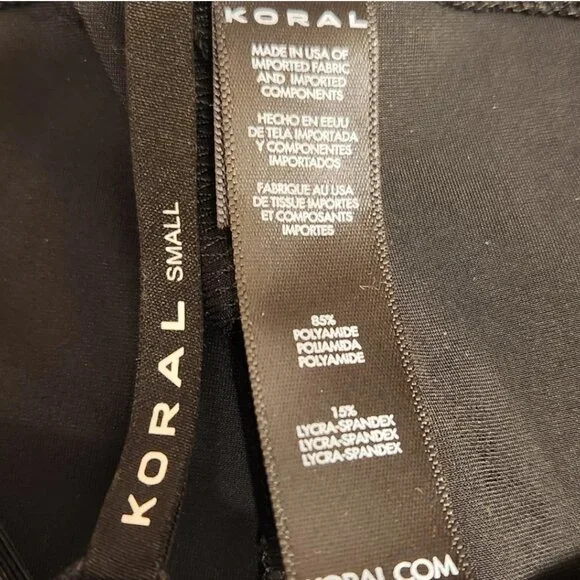 KORAL SMALL
KORAL
MADE IN USA OF
IMPORTED FABRIC
AND IMPORTED
COMPONENTS
HECHO EN EEUU
DE TELA IMPORTADA
Y COMPONENTES
IMPORTADOS
FABRIQUE AU USA
DE TISSUE IMPORTES
ET COMPOSANTS
IMPORTES
85%
POLYAMIDE
POLIAMIDA
POLYAMIDE
15%
LYCRA-SPANDEX
LYCRA-SPANDEX
LYCRA-SPANDEX
KORAL.COM